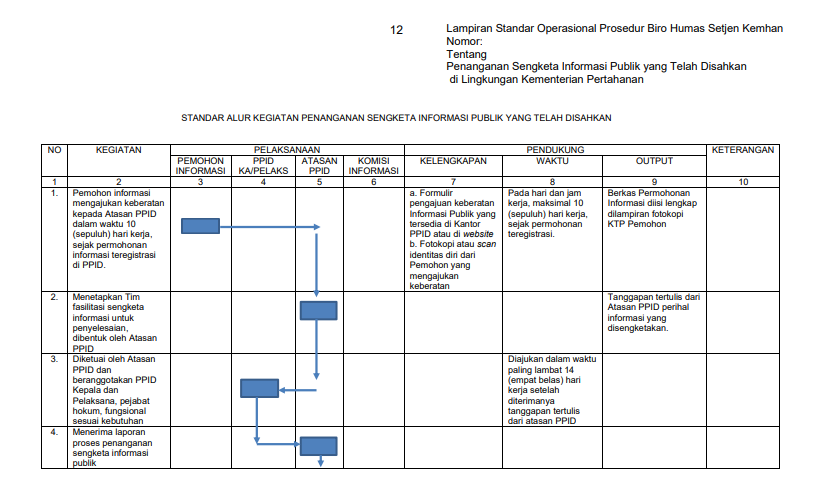 12
Lampiran Standar Operasional Prosedur Biro Humas Setjen Kemhan
Nomor:
Tentang
Penanganan Sengketa Informasi Publik yang Telah Disahkan
di Lingkungan Kementerian Pertahanan
STANDAR ALUR KEGIATAN PENANGANAN SENGKETA INFORMASI PUBLIK YANG TELAH DISAHKAN
NO KEGIATAN PELAKSANAAN PENDUKUNG KETERANGAN
PEMOHON INFORMASI
PPID KA/PELAKS
ATASAN PPID
KOMISI INFORMASI
KELENGKAPAN
WAKTU
OUTPUT
1 2 3 4 5 6 7 8 9 10
1.
Pemohon informasi
mengajukan keberatan
kepada Atasan PPID
dalam waktu 10
(sepuluh) hari kerja,
sejak permohonan
informasi teregistrasi
di PPID.
a. Formulir
pengajuan keberatan
Informasi Publik yang
tersedia di Kantor
PPID atau di website
b. Fotokopi atau scan
identitas diri dari
Pemohon yang
mengajukan
keberatan
Pada hari dan jam
kerja, maksimal 10
(sepuluh) hari kerja,
sejak permohonan
teregistrasi.
Berkas Permohonan
Informasi diisi lengkap
dilampiran fotokopi
KTP Pemohon
2.
Menetapkan Tim
fasilitasi sengketa
informasi untuk
penyelesaian,
dibentuk oleh Atasan
PPID
Tanggapan tertulis dari
Atasan PPID perihal
informasi yang
disengketakan.
3.
Diketuai oleh Atasan
PPID dan
beranggotakan PPID
Kepala dan
Pelaksana, pejabat
hokum, fungsional
sesuai kebutuhan
Diajukan dalam waktu
paling lambat 14
(empat belas) hari
kerja setelah
diterimanya
tanggapan tertulis
dari atasan PPID
4.
Menerima laporan
proses penanganan
sengketa informasi
publik